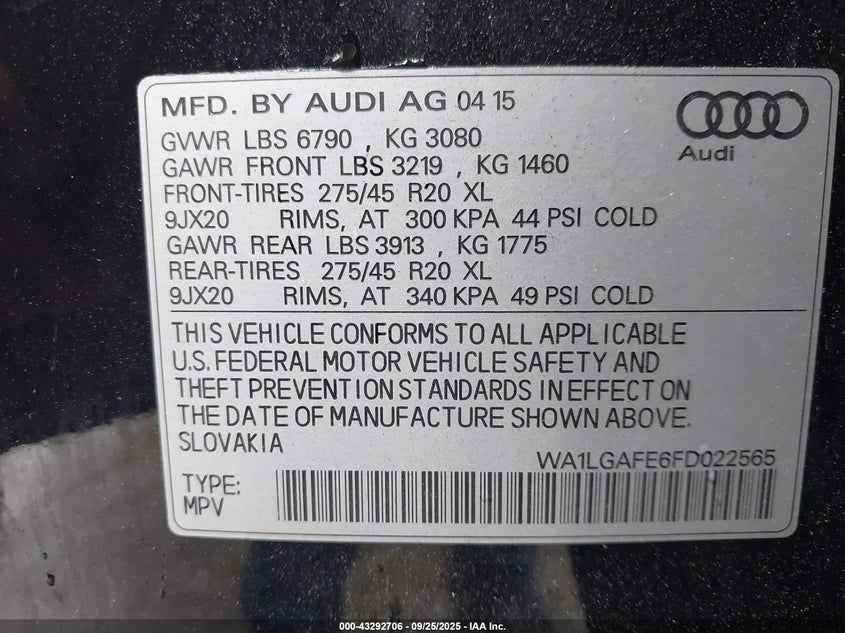 MFD. BY AUDI AG 04 15
Audi
GVWR LBS 6790 , KG 3080
GAWR FRONT LBS 3219 , KG 1460
FRONT-TIRES 275/45 R20 XL
9JX20 RIMS, AT 300 KPA 44 PSI COLD
GAWR REAR LBS 3913 , KG 1775
REAR-TIRES 275/45 R20 XL
9JX20 RIMS, AT 340 KPA 49 PSI COLD
THIS VEHICLE CONFORMS TO ALL APPLICABLE
U.S. FEDERAL MOTOR VEHICLE SAFETY AND
THEFT PREVENTION STANDARDS IN EFFECT ON
THE DATE OF MANUFACTURE SHOWN ABOVE.
SLOVAKIA
WA1LGAFE6FD022565
TYPE:
MPV
000-43292706 - 09/25/2025 - IAA Inc.